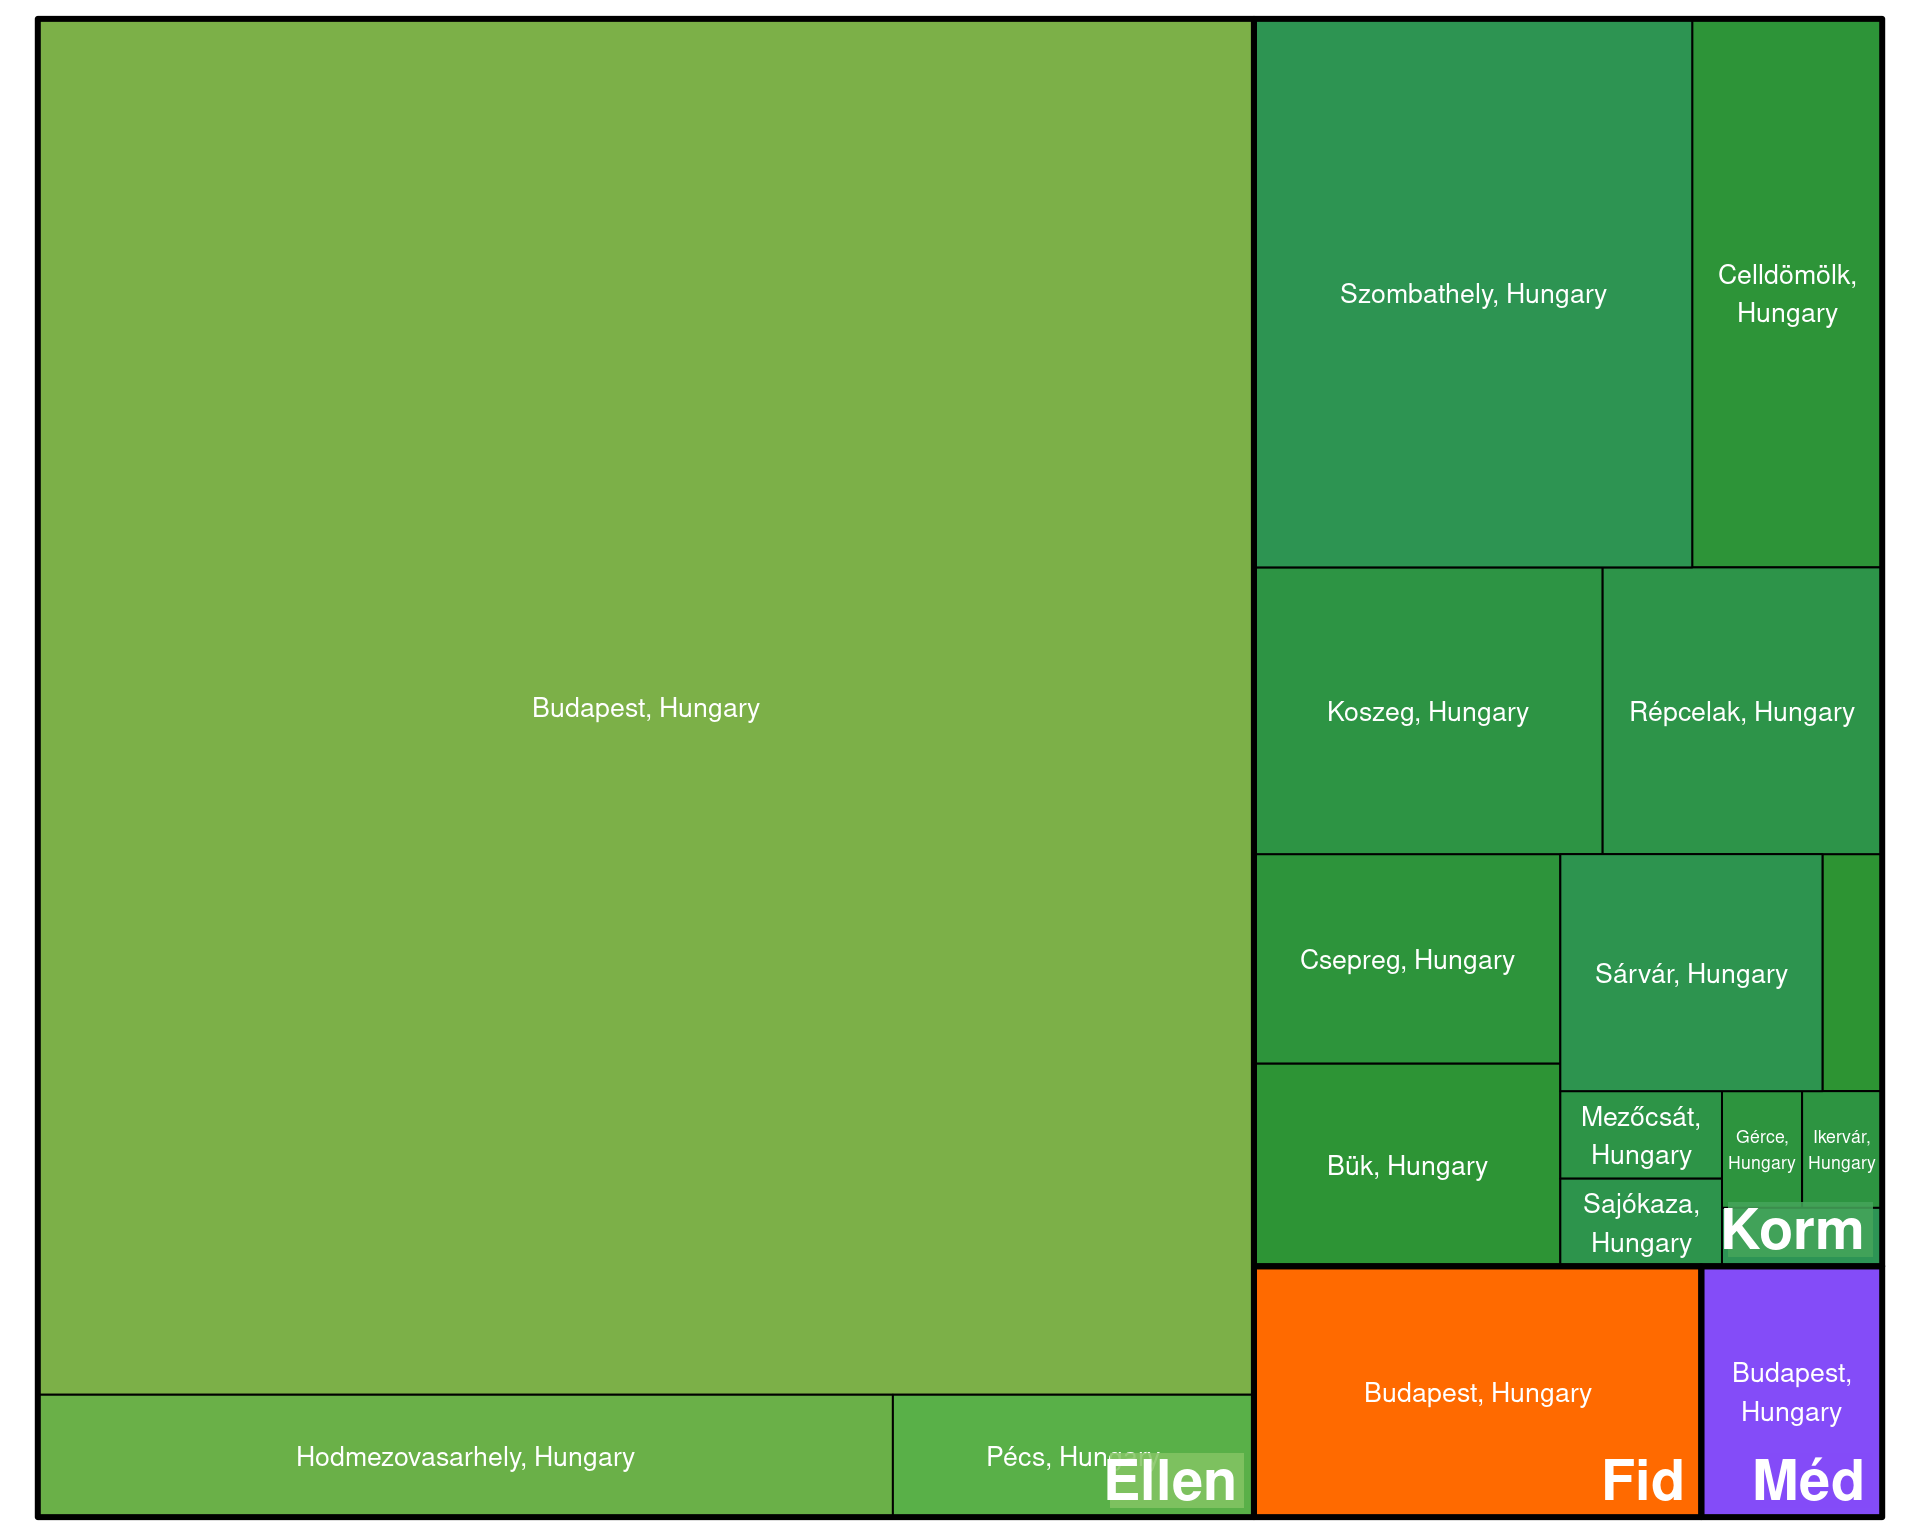 Budapest, Hungary
Hodmezovasarhely, Hungary
Pécs, Hungary
Ellen
Szombathely, Hungary
Celldömölk,
Hungary
Koszeg, Hungary
Répcelak, Hungary
Csepreg, Hungary
Sárvár, Hungary
Bük, Hungary
Mezőcsát,
Hungary
Gérce,
Hungary
Ikervár,
Hungary
Sajókaza,
Hungary
Korm
Budapest, Hungary
Fid
Budapest,
Hungary
Méd